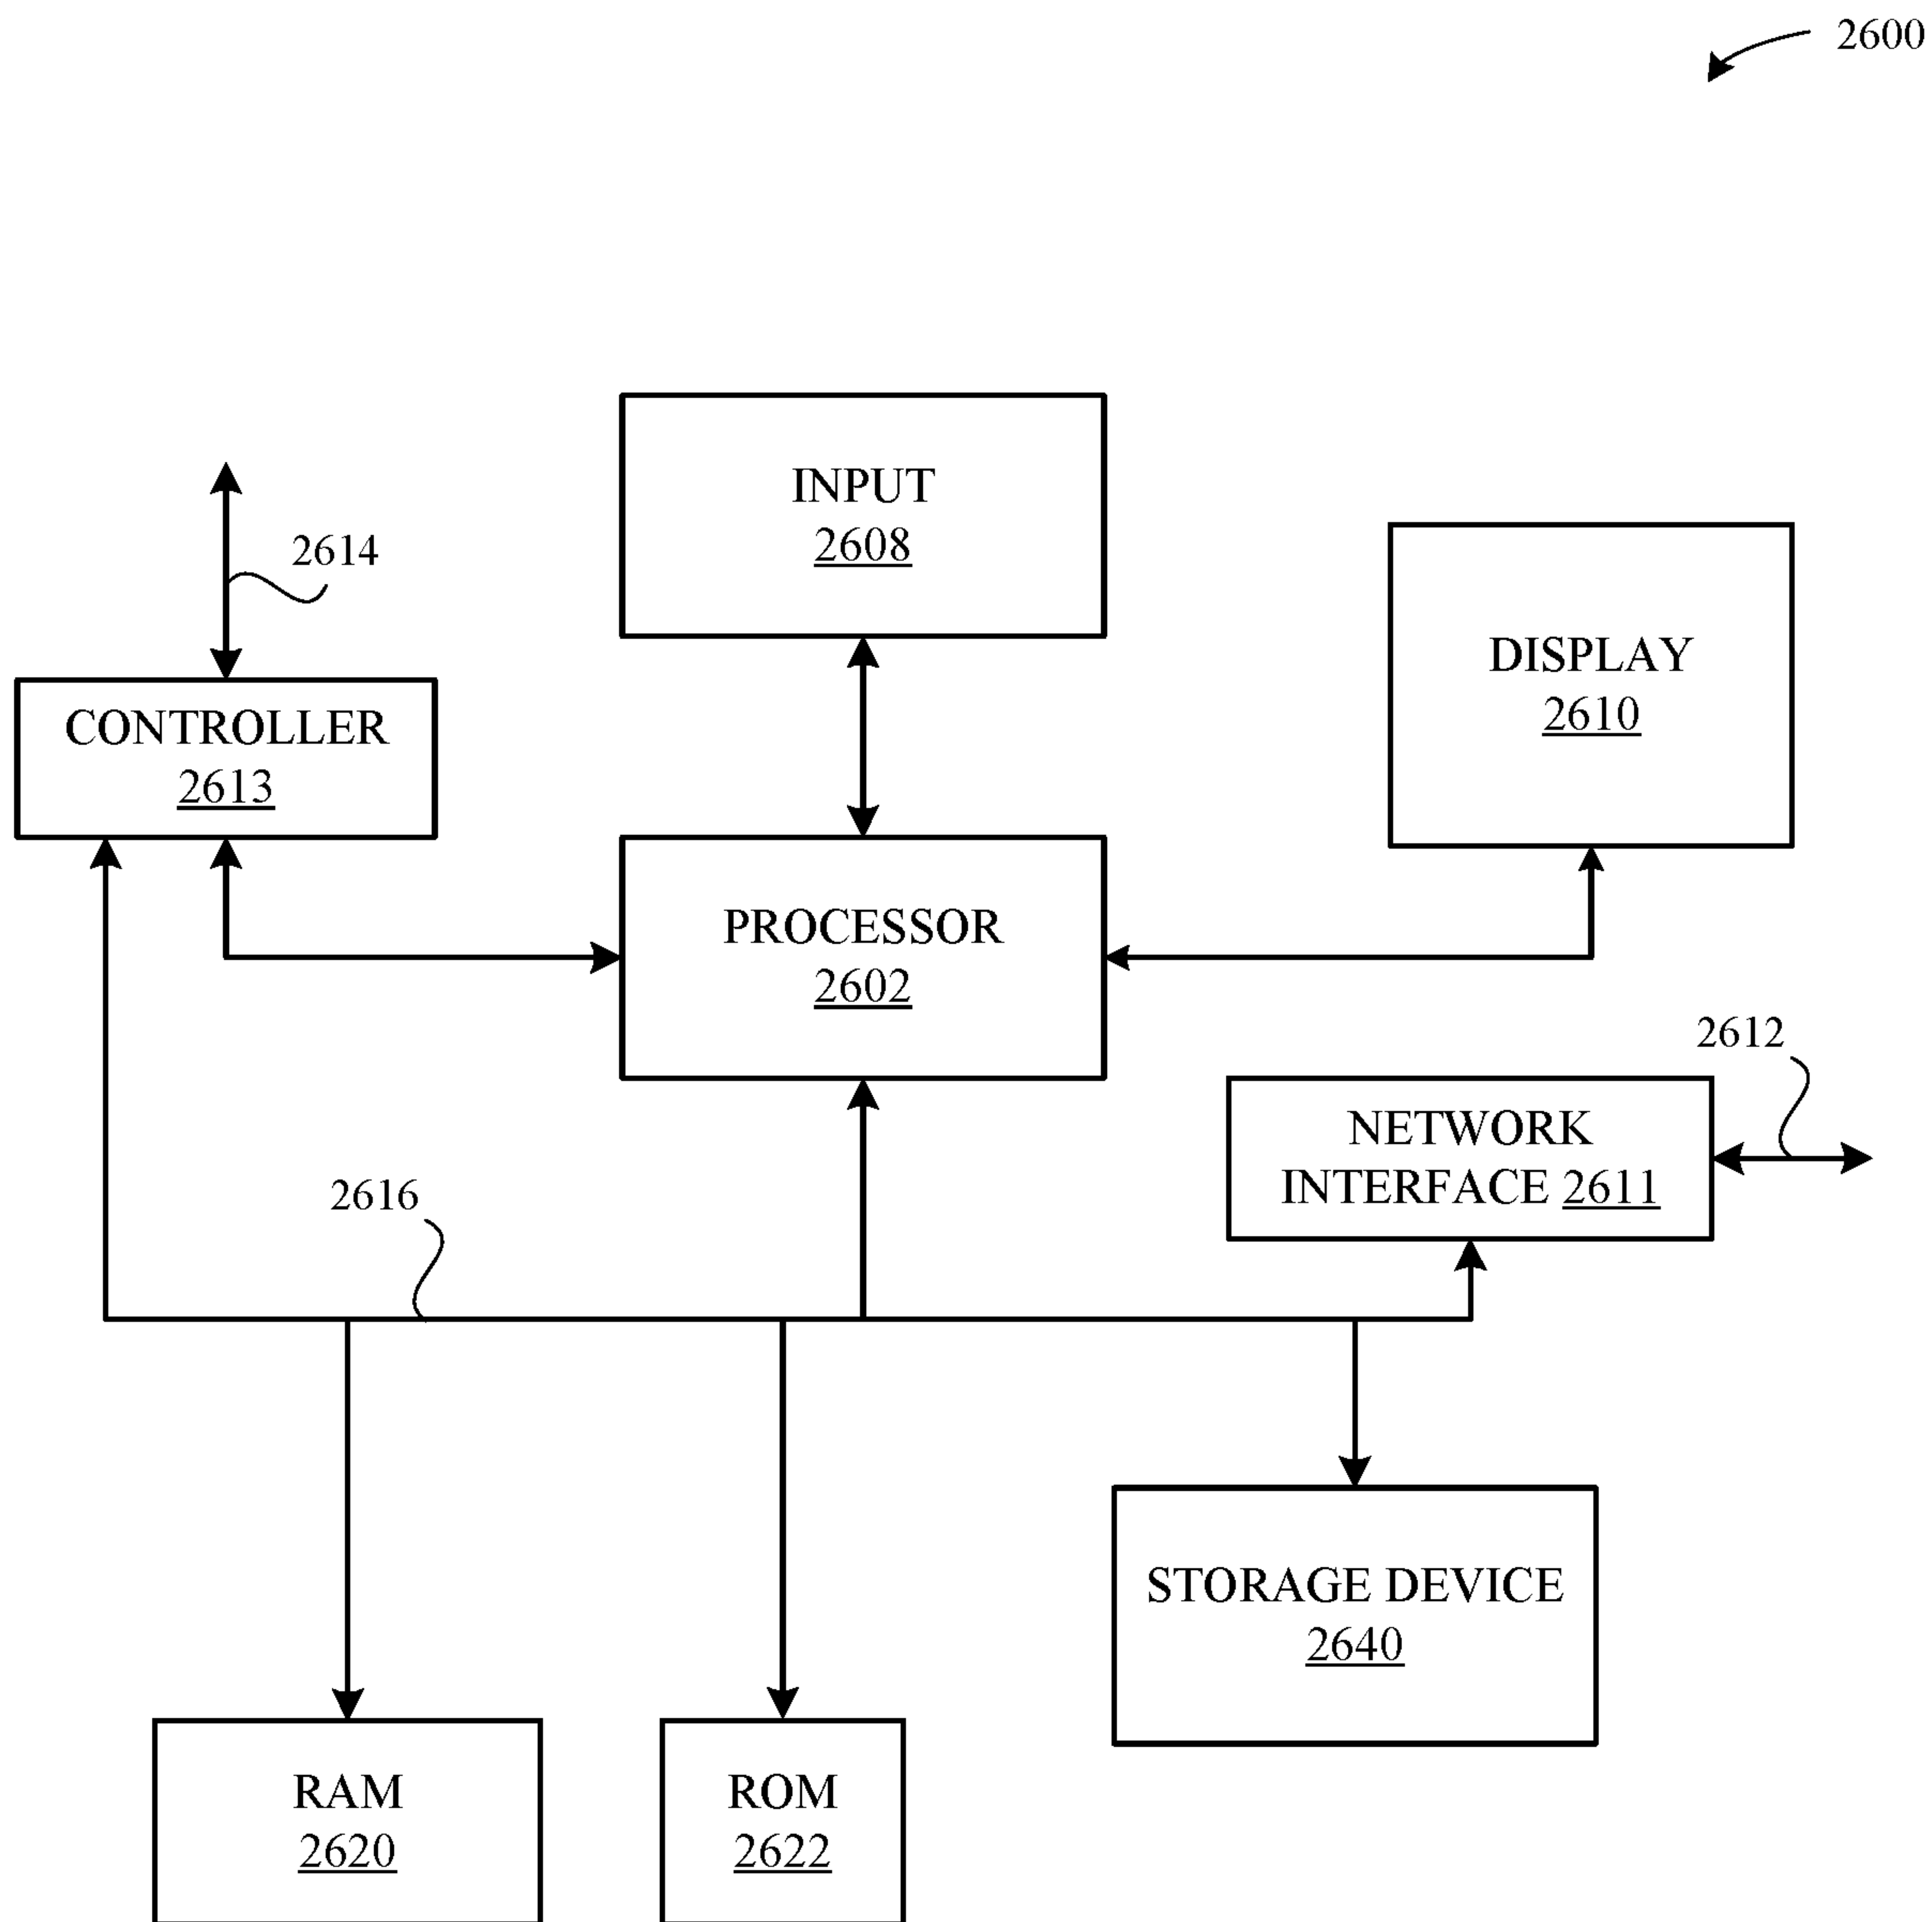 2600
INPUT
2608
2614
DISPLAY
2610
CONTROLLER
2613
PROCESSOR
2602
2612
NETWORK
INTERFACE 2611
2616
STORAGE DEVICE
2640
RAM
2620
ROM
2622